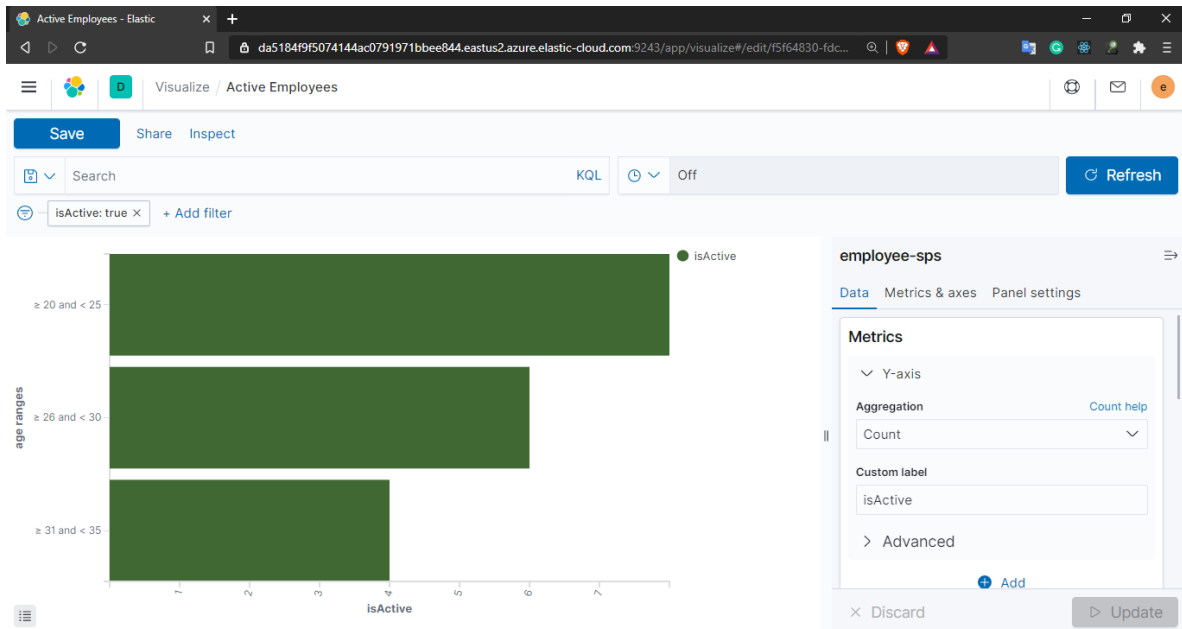 Active Employees - Elastic
da5184f9f5074144ac0791971bbee844.eastus2.azure.elastic-cloud.com:9243/app/visualize#/edit/f5f64830-fdc...
D
Visualize / Active Employees
e
Save Share Inspect
Search KQL Off Refresh
isActive: true × + Add filter
isActive
≥ 20 and < 25
≥ 26 and < 30
≥ 31 and < 35
age ranges
1 2 3 4 5 6 7
isActive
employee-sps
Data Metrics & axes Panel settings
Metrics
Y-axis
Aggregation Count help
Count
Custom label
isActive
Advanced
Add
× Discard Update